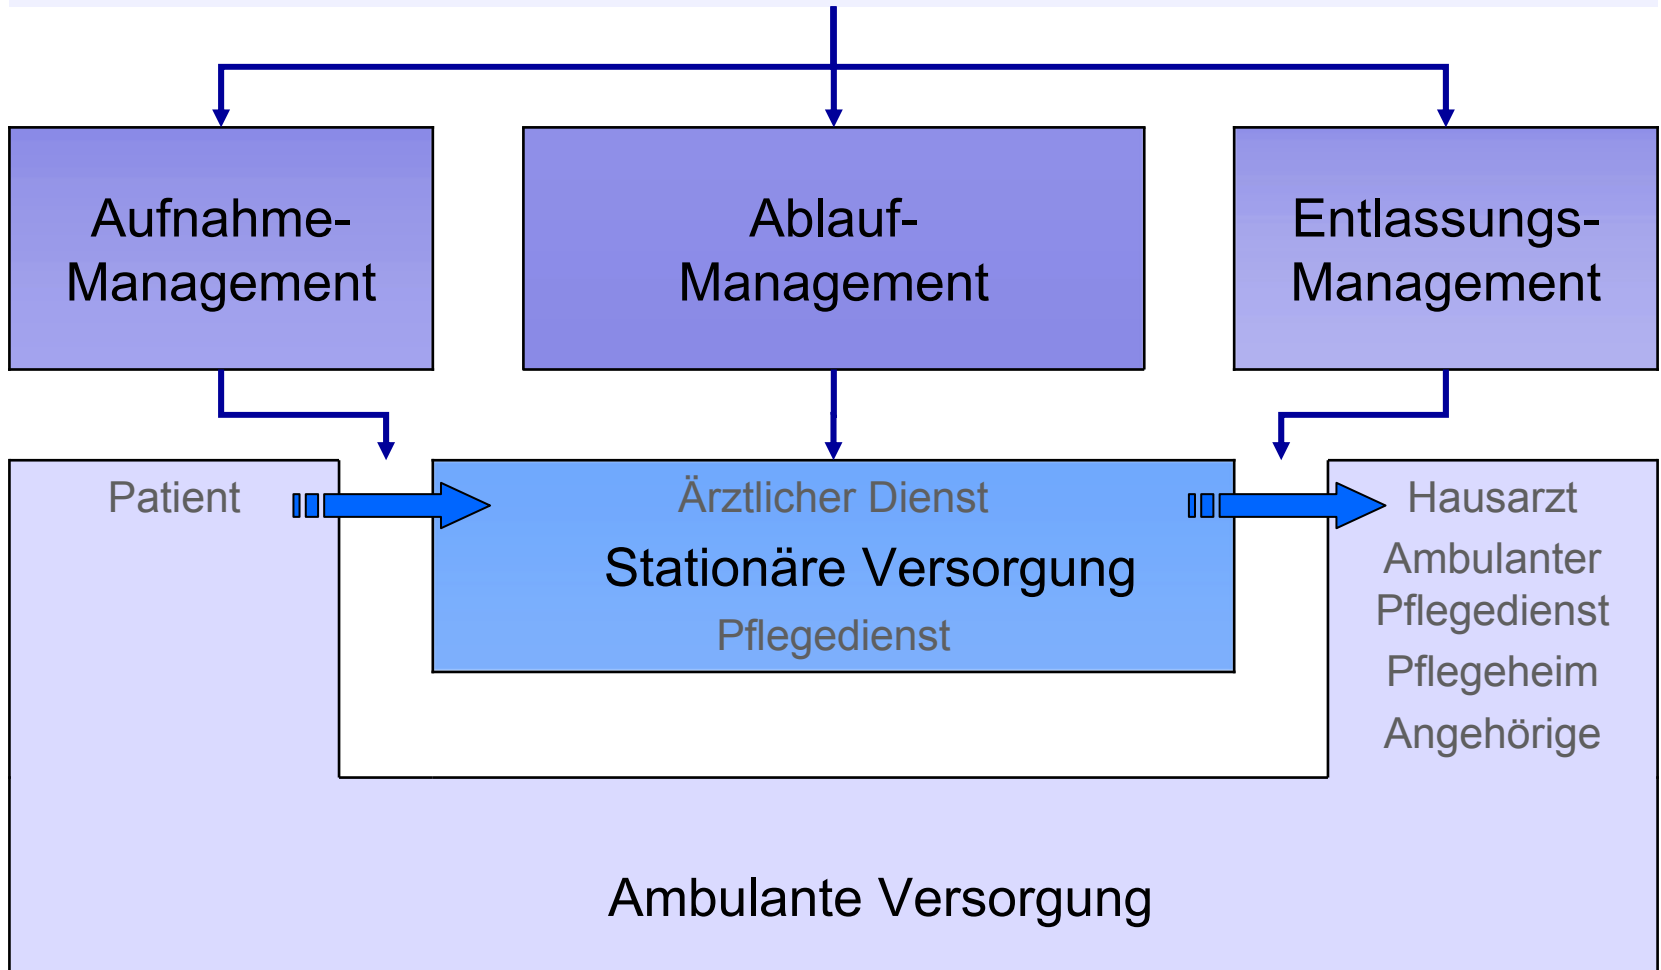 Aufnahme-
Management
Ablauf-
Management
Entlassungs-
Management
Patient
Ärztlicher Dienst
Stationäre Versorgung
Pflegedienst
Hausarzt
Ambulanter
Pflegedienst
Pflegeheim
Angehörige
Ambulante Versorgung